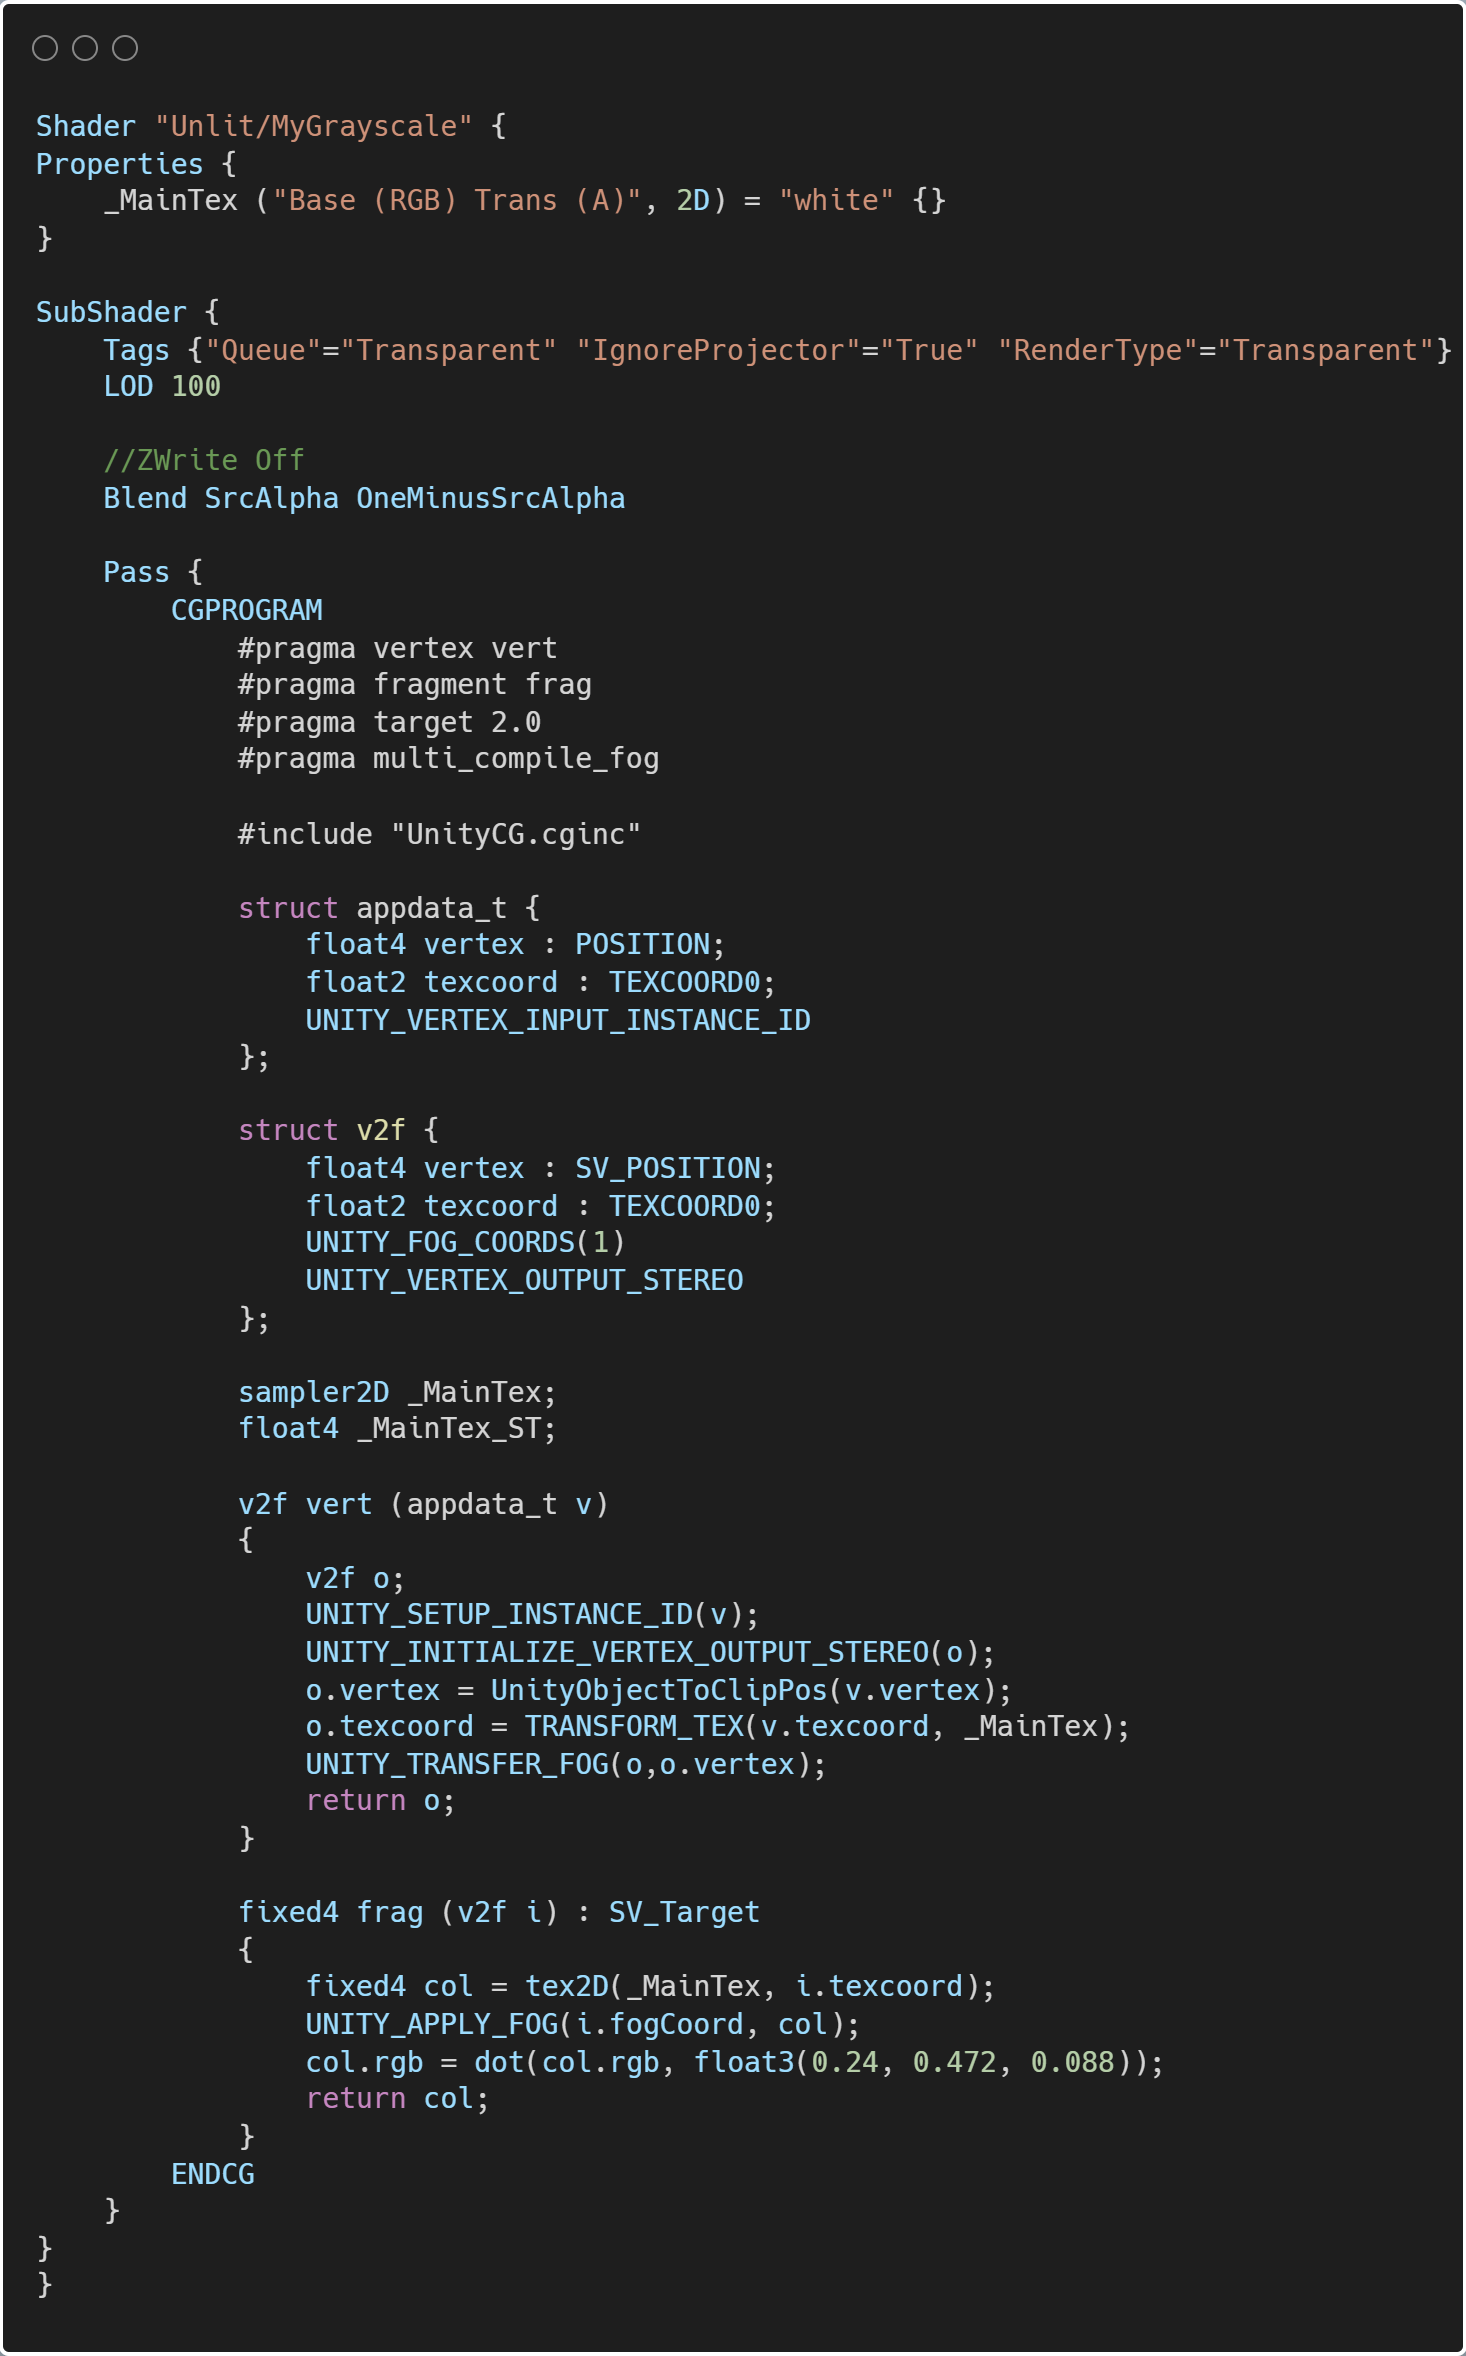 Shader "Unlit/MyGrayscale" {
Properties {
    _MainTex ("Base (RGB) Trans (A)", 2D) = "white" {}
}

SubShader {
    Tags {"Queue"="Transparent" "IgnoreProjector"="True" "RenderType"="Transparent"}
    LOD 100

    //ZWrite Off
    Blend SrcAlpha OneMinusSrcAlpha

    Pass {
        CGPROGRAM
            #pragma vertex vert
            #pragma fragment frag
            #pragma target 2.0
            #pragma multi_compile_fog

            #include "UnityCG.cginc"

            struct appdata_t {
                float4 vertex : POSITION;
                float2 texcoord : TEXCOORD0;
                UNITY_VERTEX_INPUT_INSTANCE_ID
            };

            struct v2f {
                float4 vertex : SV_POSITION;
                float2 texcoord : TEXCOORD0;
                UNITY_FOG_COORDS(1)
                UNITY_VERTEX_OUTPUT_STEREO
            };

            sampler2D _MainTex;
            float4 _MainTex_ST;

            v2f vert (appdata_t v)
            {
                v2f o;
                UNITY_SETUP_INSTANCE_ID(v);
                UNITY_INITIALIZE_VERTEX_OUTPUT_STEREO(o);
                o.vertex = UnityObjectToClipPos(v.vertex);
                o.texcoord = TRANSFORM_TEX(v.texcoord, _MainTex);
                UNITY_TRANSFER_FOG(o,o.vertex);
                return o;
            }

            fixed4 frag (v2f i) : SV_Target
            {
                fixed4 col = tex2D(_MainTex, i.texcoord);
                UNITY_APPLY_FOG(i.fogCoord, col);
                col.rgb = dot(col.rgb, float3(0.24, 0.472, 0.088));
                return col;
            }
        ENDCG
    }
}
}